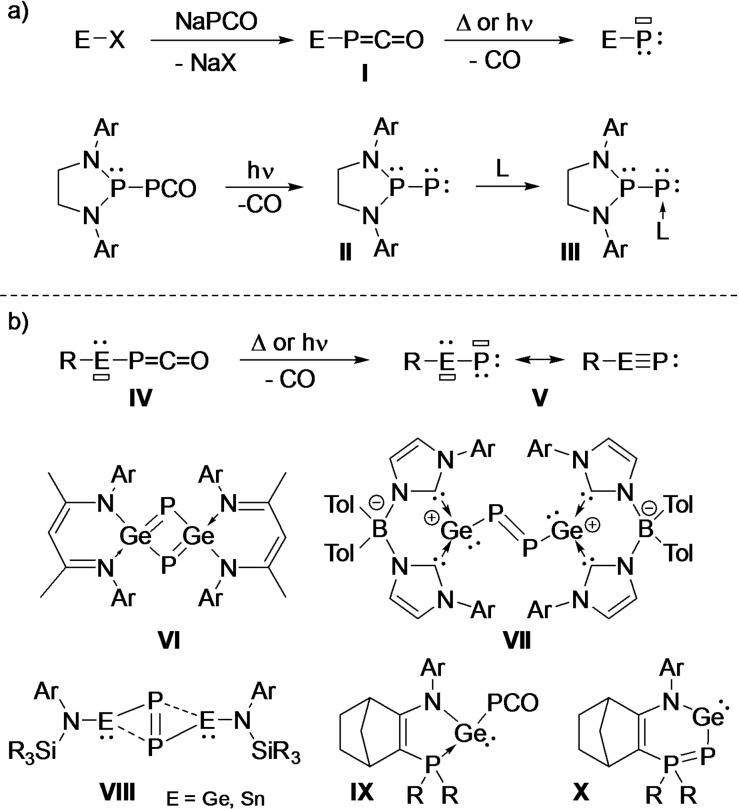 a)
E–X NaPCO - NaX E–P=C=O Δ or hν - CO E–P
I
Ar Ar Ar
N P–PCO N hν -CO N P–P: N L N P–P: N L
Ar Ar Ar
II III
b)
R–E–P=C=O Δ or hν - CO R–E–P ↔ R–E≡P:
IV V
Ar Ar N N P Ge Ge P N N Ar Ar
N N Ar Ar N N
Tol ⊖ B Tol N N ⊕ Ge P P Ge ⊕ N N ⊖ B Tol Tol
N N Ar Ar N N
VI VII
Ar N–E P P E–N Ar
R₃Si SiR₃
Ar N PCO Ge P R R
Ar N Ge P P R R
VIII E = Ge, Sn IX X